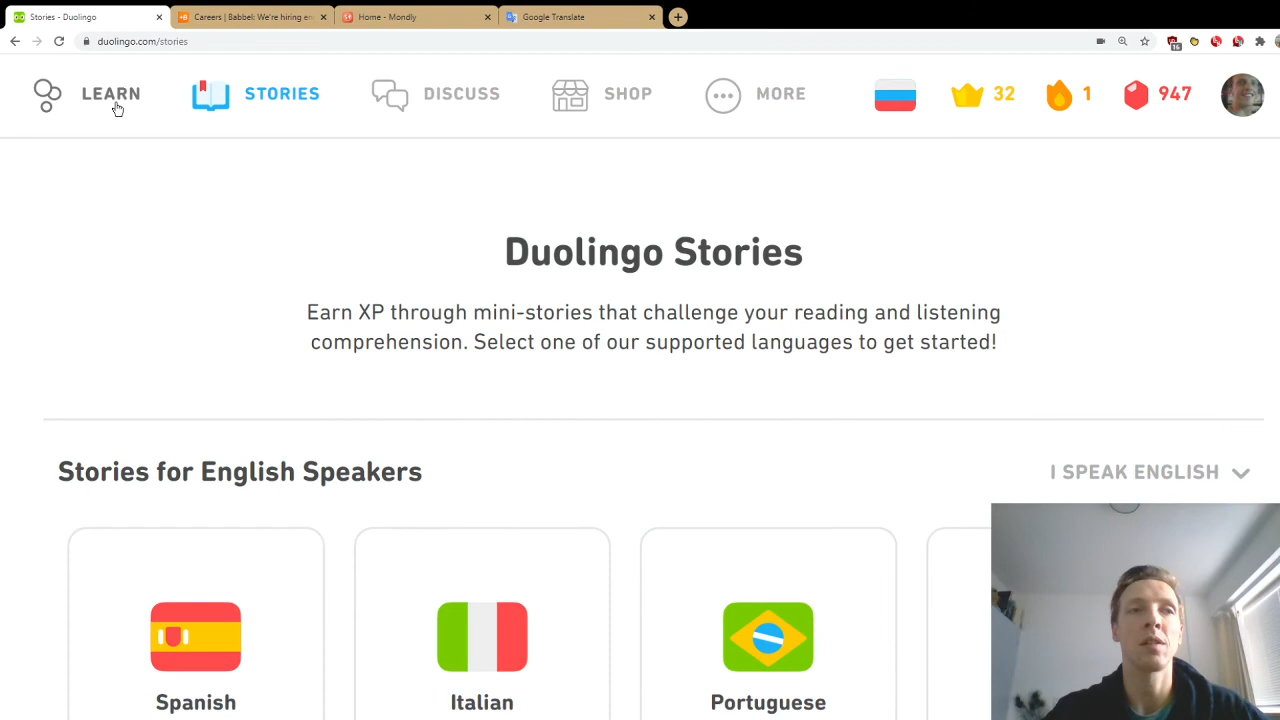 Stories - Duolingo
Careers | Babbel: We're hiring en
Home - Mondly
Google Translate
duolingo.com/stories
16
LEARN
STORIES
DISCUSS
SHOP
MORE
32
1
947
Duolingo Stories
Earn XP through mini-stories that challenge your reading and listening
comprehension. Select one of our supported languages to get started!
Stories for English Speakers
I SPEAK ENGLISH
Spanish
Italian
Portuguese